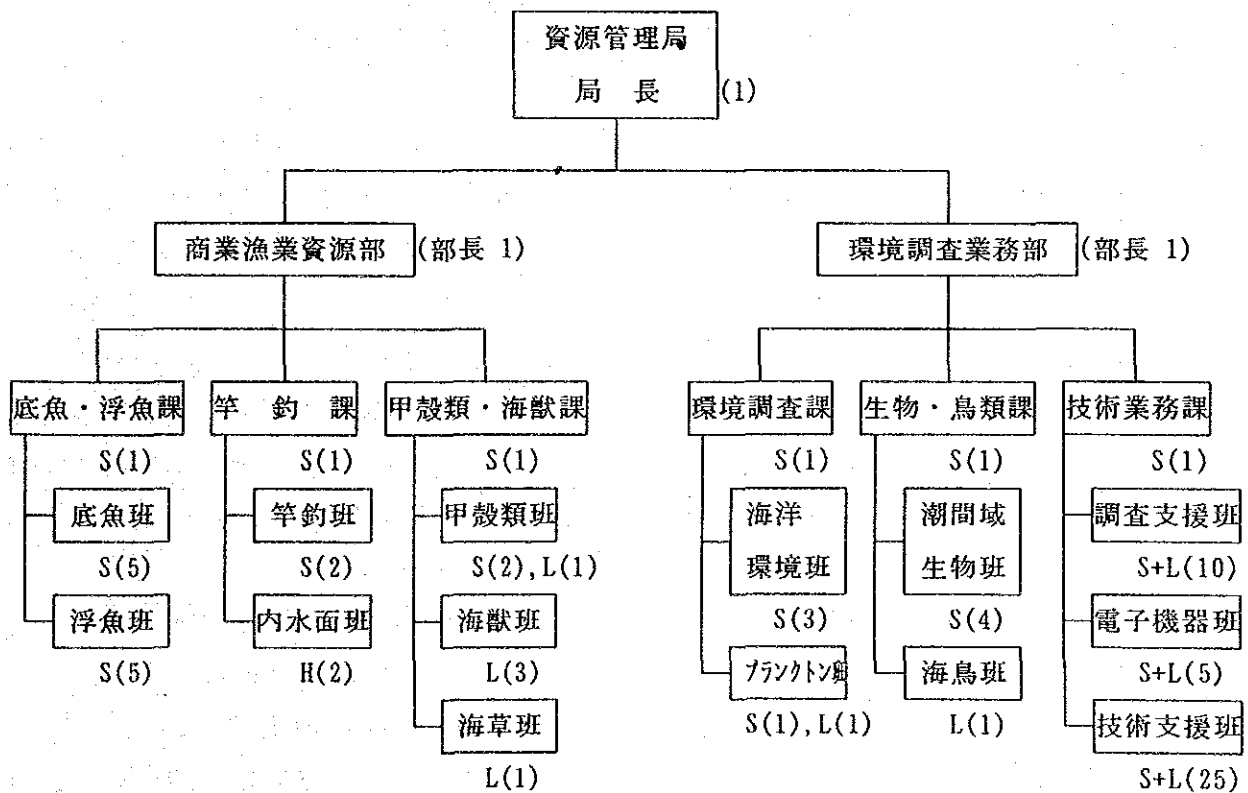 資源管理局
局 長 (1)
商業漁業資源部 (部長 1)
環境調査業務部 (部長 1)
底魚・浮魚課
S(1)
底魚班
S(5)
浮魚班
S(5)
竿 釣 課
S(1)
竿釣班
S(2)
内水面班
H(2)
甲殻類・海獣課
S(1)
甲殻類班
S(2),L(1)
海獣班
L(3)
海草班
L(1)
環境調査課
S(1)
海洋
環境班
S(3)
プランクトン班
S(1),L(1)
生物・鳥類課
S(1)
潮間域
生物班
S(4)
海鳥班
L(1)
技術業務課
S(1)
調査支援班
S+L(10)
電子機器班
S+L(5)
技術支援班
S+L(25)